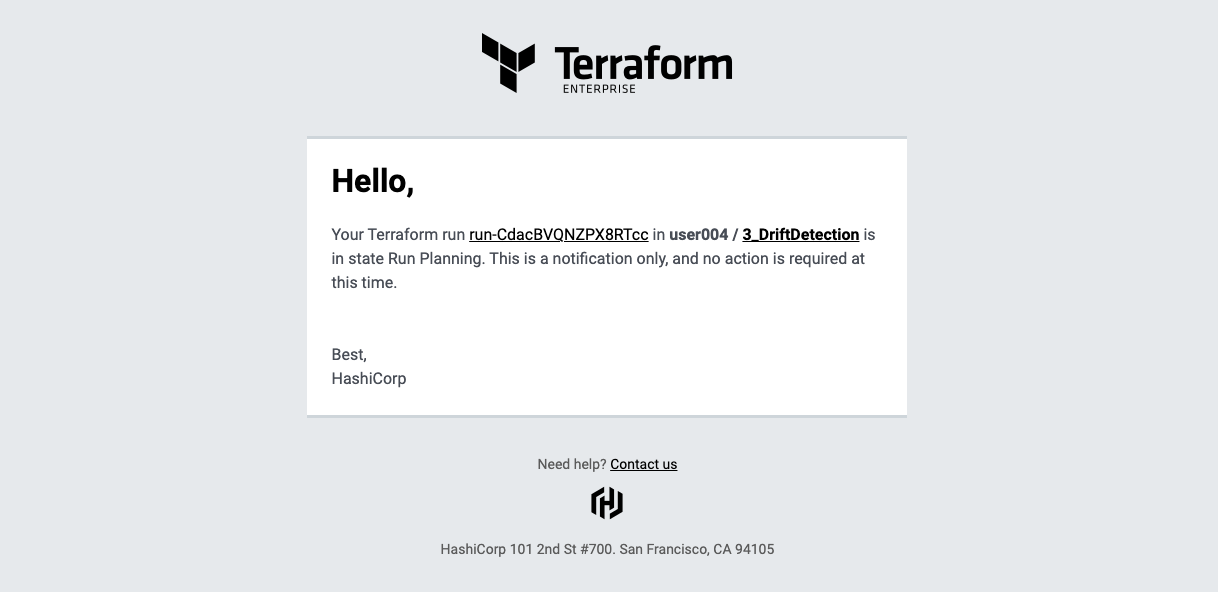 Terraform
ENTERPRISE
Hello,
Your Terraform run run-CdacBVQNZPX8RTcc in user004 / 3_DriftDetection is
in state Run Planning. This is a notification only, and no action is required at
this time.
Best,
HashiCorp
Need help? Contact us
HashiCorp 101 2nd St #700. San Francisco, CA 94105